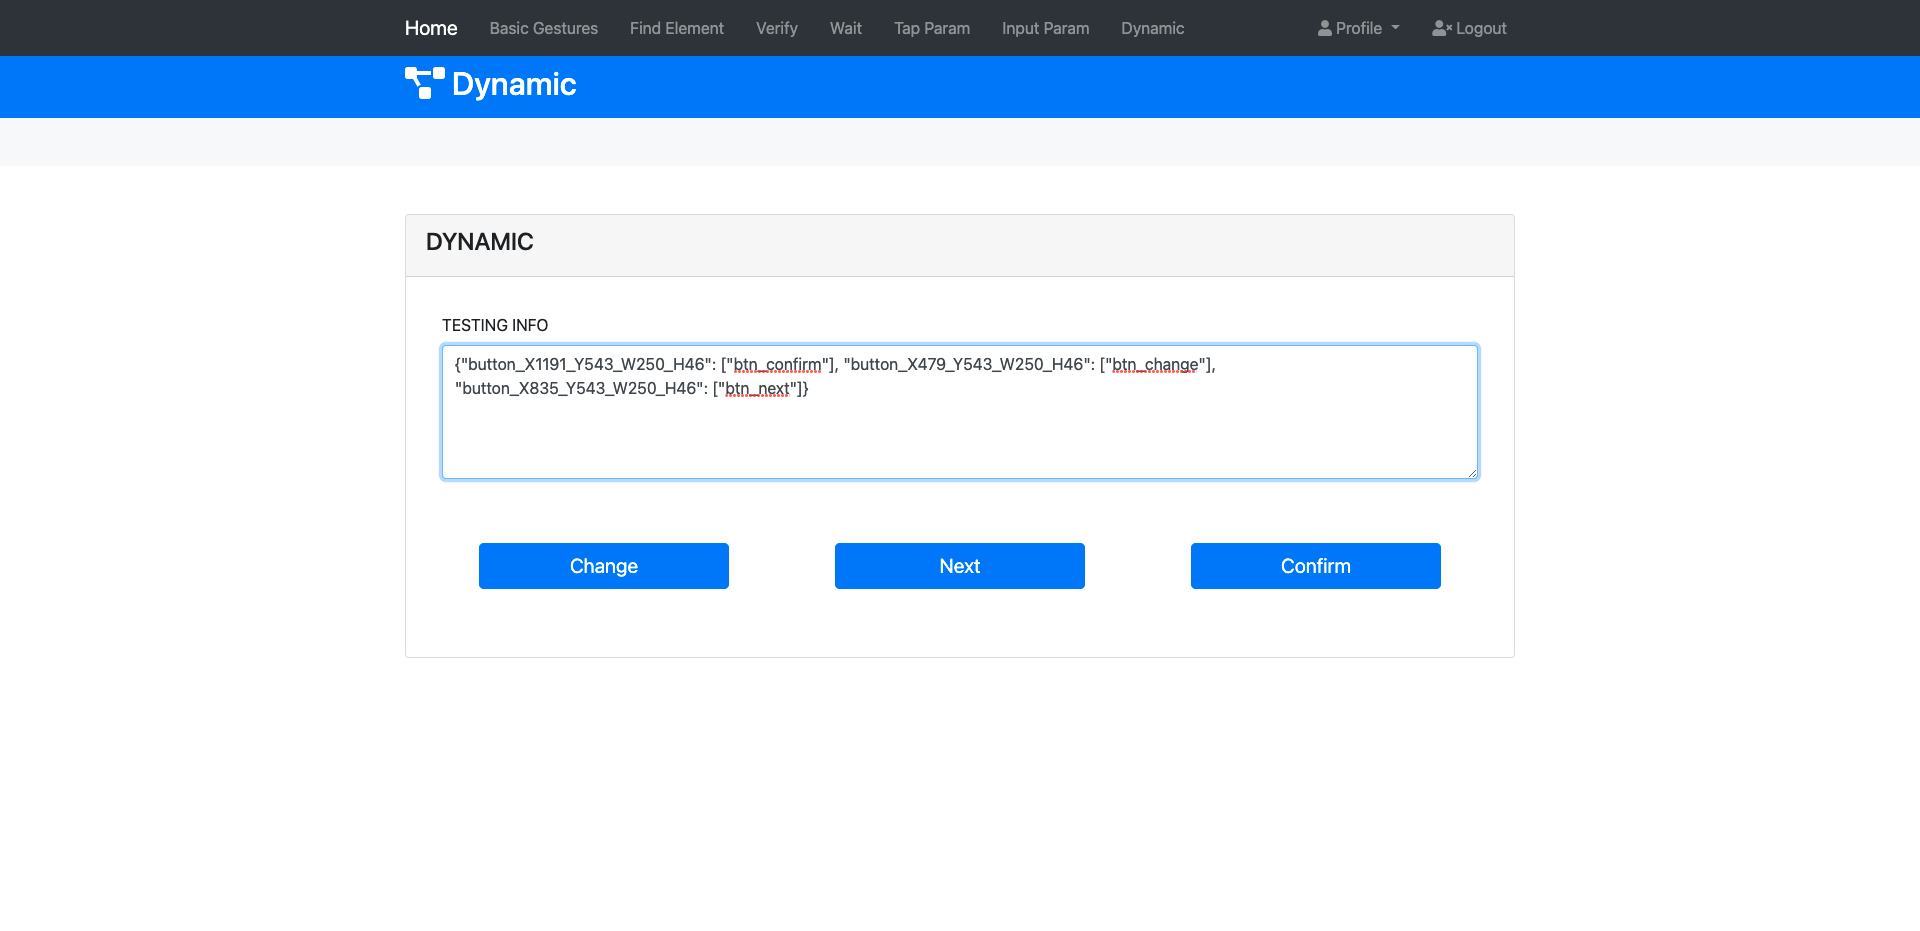 Home Basic Gestures Find Element Verify Wait Tap Param Input Param Dynamic Profile Logout
Dynamic
DYNAMIC
TESTING INFO
{"button_X1191_Y543_W250_H46": ["btn_confirm"], "button_X479_Y543_W250_H46": ["btn_change"],
"button_X835_Y543_W250_H46": ["btn_next"]}
Change Next Confirm